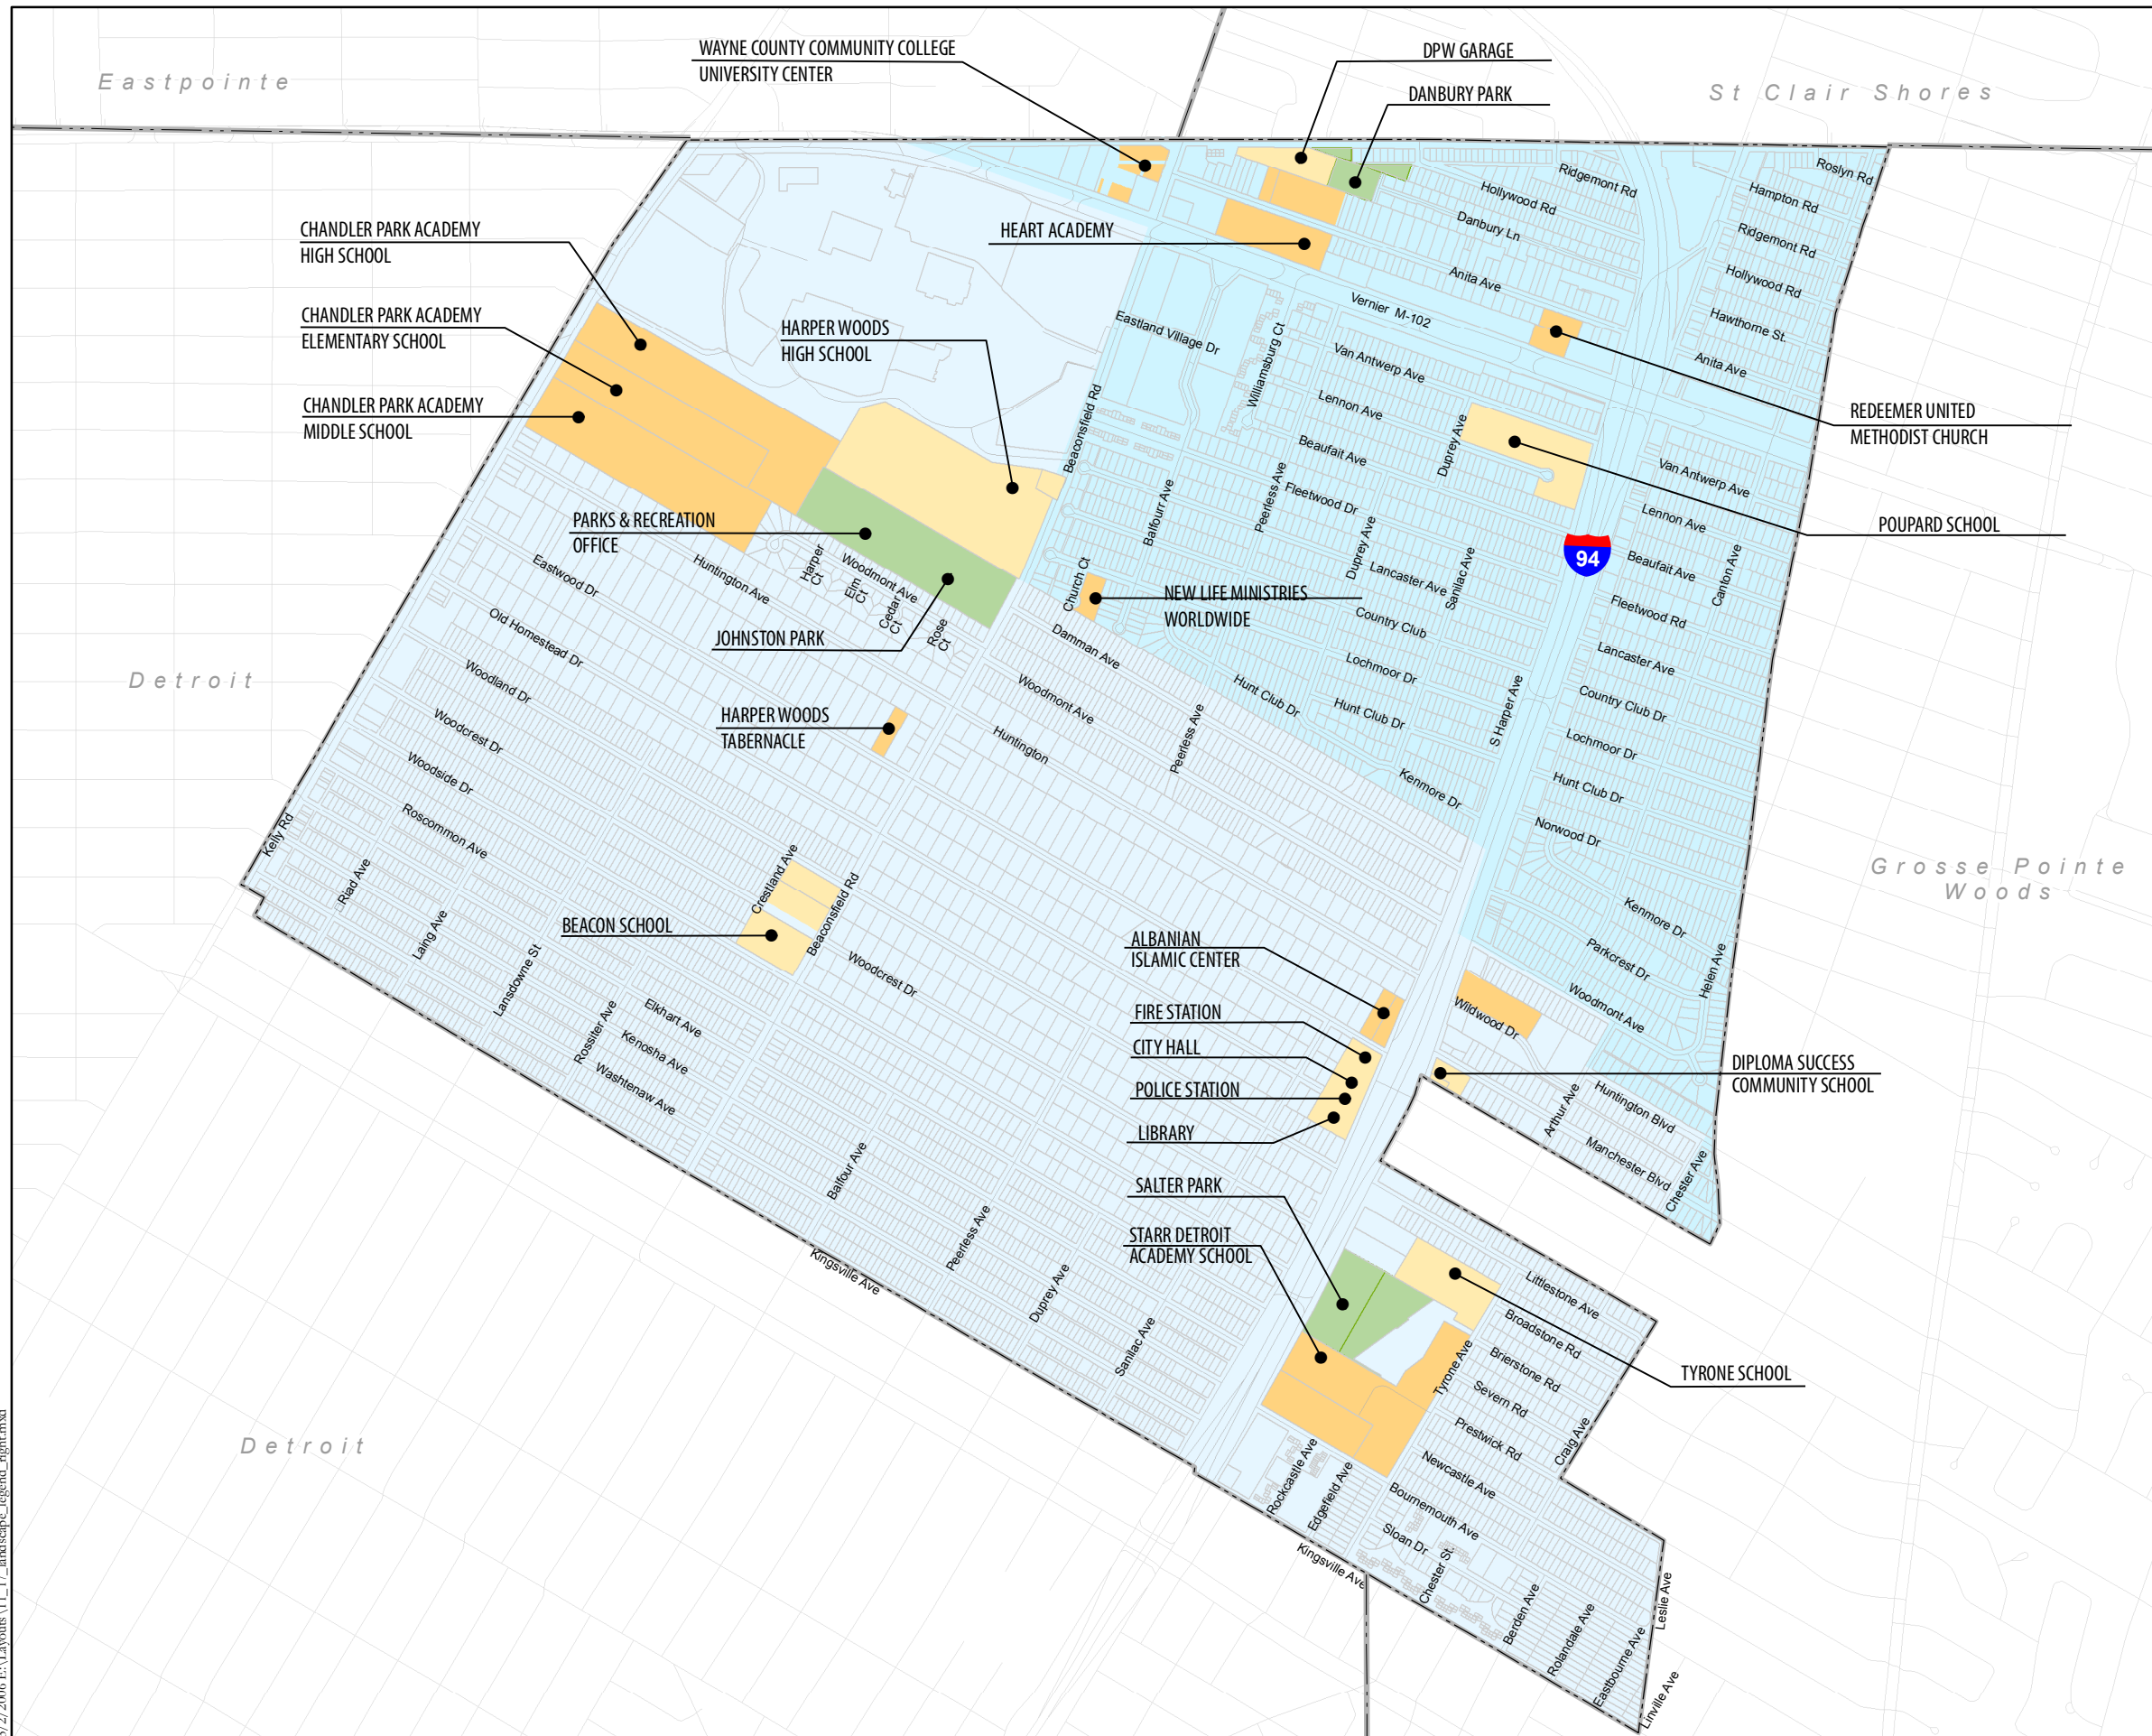 Eastpointe
WAYNE COUNTY COMMUNITY COLLEGE
UNIVERSITY CENTER
DPW GARAGE
DANBURY PARK
St Clair Shores
Roslyn Rd
Ridgemont Rd
Hampton Rd
Hollywood Rd
Danbury Ln
Ridgemont Rd
CHANDLER PARK ACADEMY
HIGH SCHOOL
HEART ACADEMY
Hollywood Rd
Anita Ave
Vernier M-102
Hawthorne St.
CHANDLER PARK ACADEMY
ELEMENTARY SCHOOL
HARPER WOODS
HIGH SCHOOL
Eastland Village Dr
Williamsburg Ct
Van Antwerp Ave
Anita Ave
CHANDLER PARK ACADEMY
MIDDLE SCHOOL
Beaconsfield Rd
Lennon Ave
REDEEMER UNITED
METHODIST CHURCH
Beaufait Ave
Duprey Ave
Van Antwerp Ave
Fleetwood Dr
Peerless Ave
Balfour Ave
Lennon Ave
PARKS & RECREATION
OFFICE
POUPARD SCHOOL
94
Duprey Ave
Sanilac Ave
Beaufait Ave
Canton Ave
Eastwood Dr
Huntington Ave
Harper
Ct
Woodmont Ave
Elm
Ct
Cedar
Ct
Rose
Ct
Church Ct
NEW LIFE MINISTRIES
WORLDWIDE
Lancaster Ave
Country Club
Fleetwood Rd
Old Homestead Dr
JOHNSTON PARK
Damman Ave
Lochmoor Dr
Lancaster Ave
Detroit
Woodland Dr
Woodmont Ave
Hunt Club Dr
Hunt Club Dr
Country Club Dr
S Harper Ave
Woodcrest Dr
HARPER WOODS
TABERNACLE
Huntington
Peerless Ave
Lochmoor Dr
Woodside Dr
Kenmore Dr
Hunt Club Dr
Kelly Rd
Roscommon Ave
Norwood Dr
Grosse Pointe
Woods
Riad Ave
Crestland Ave
Beaconsfield Rd
Laing Ave
BEACON SCHOOL
Kenmore Dr
Lansdowne St
Woodcrest Dr
ALBANIAN
ISLAMIC CENTER
Parkcrest Dr
Helen Ave
Rossiter Ave
Elkhart Ave
FIRE STATION
Wildwood Dr
Woodmont Ave
Kenosha Ave
CITY HALL
Washtenaw Ave
POLICE STATION
DIPLOMA SUCCESS
COMMUNITY SCHOOL
LIBRARY
Arthur Ave
Huntington Blvd
Balfour Ave
Manchester Blvd
Chester Ave
SALTER PARK
Peerless Ave
Kingsville Ave
STARR DETROIT
ACADEMY SCHOOL
Duprey Ave
Littlestone Ave
Broadstone Rd
Sanilac Ave
Brierstone Rd
Tyrone Ave
TYRONE SCHOOL
Severn Rd
Detroit
Prestwick Rd
Craig Ave
Rockcastle Ave
Edgefield Ave
Newcastle Ave
Bournemouth Ave
Sloan Dr
Kingsville Ave
Chester St.
Berden Ave
Rolandale Ave
Eastbourne Ave
Leslie Ave
Linville Ave